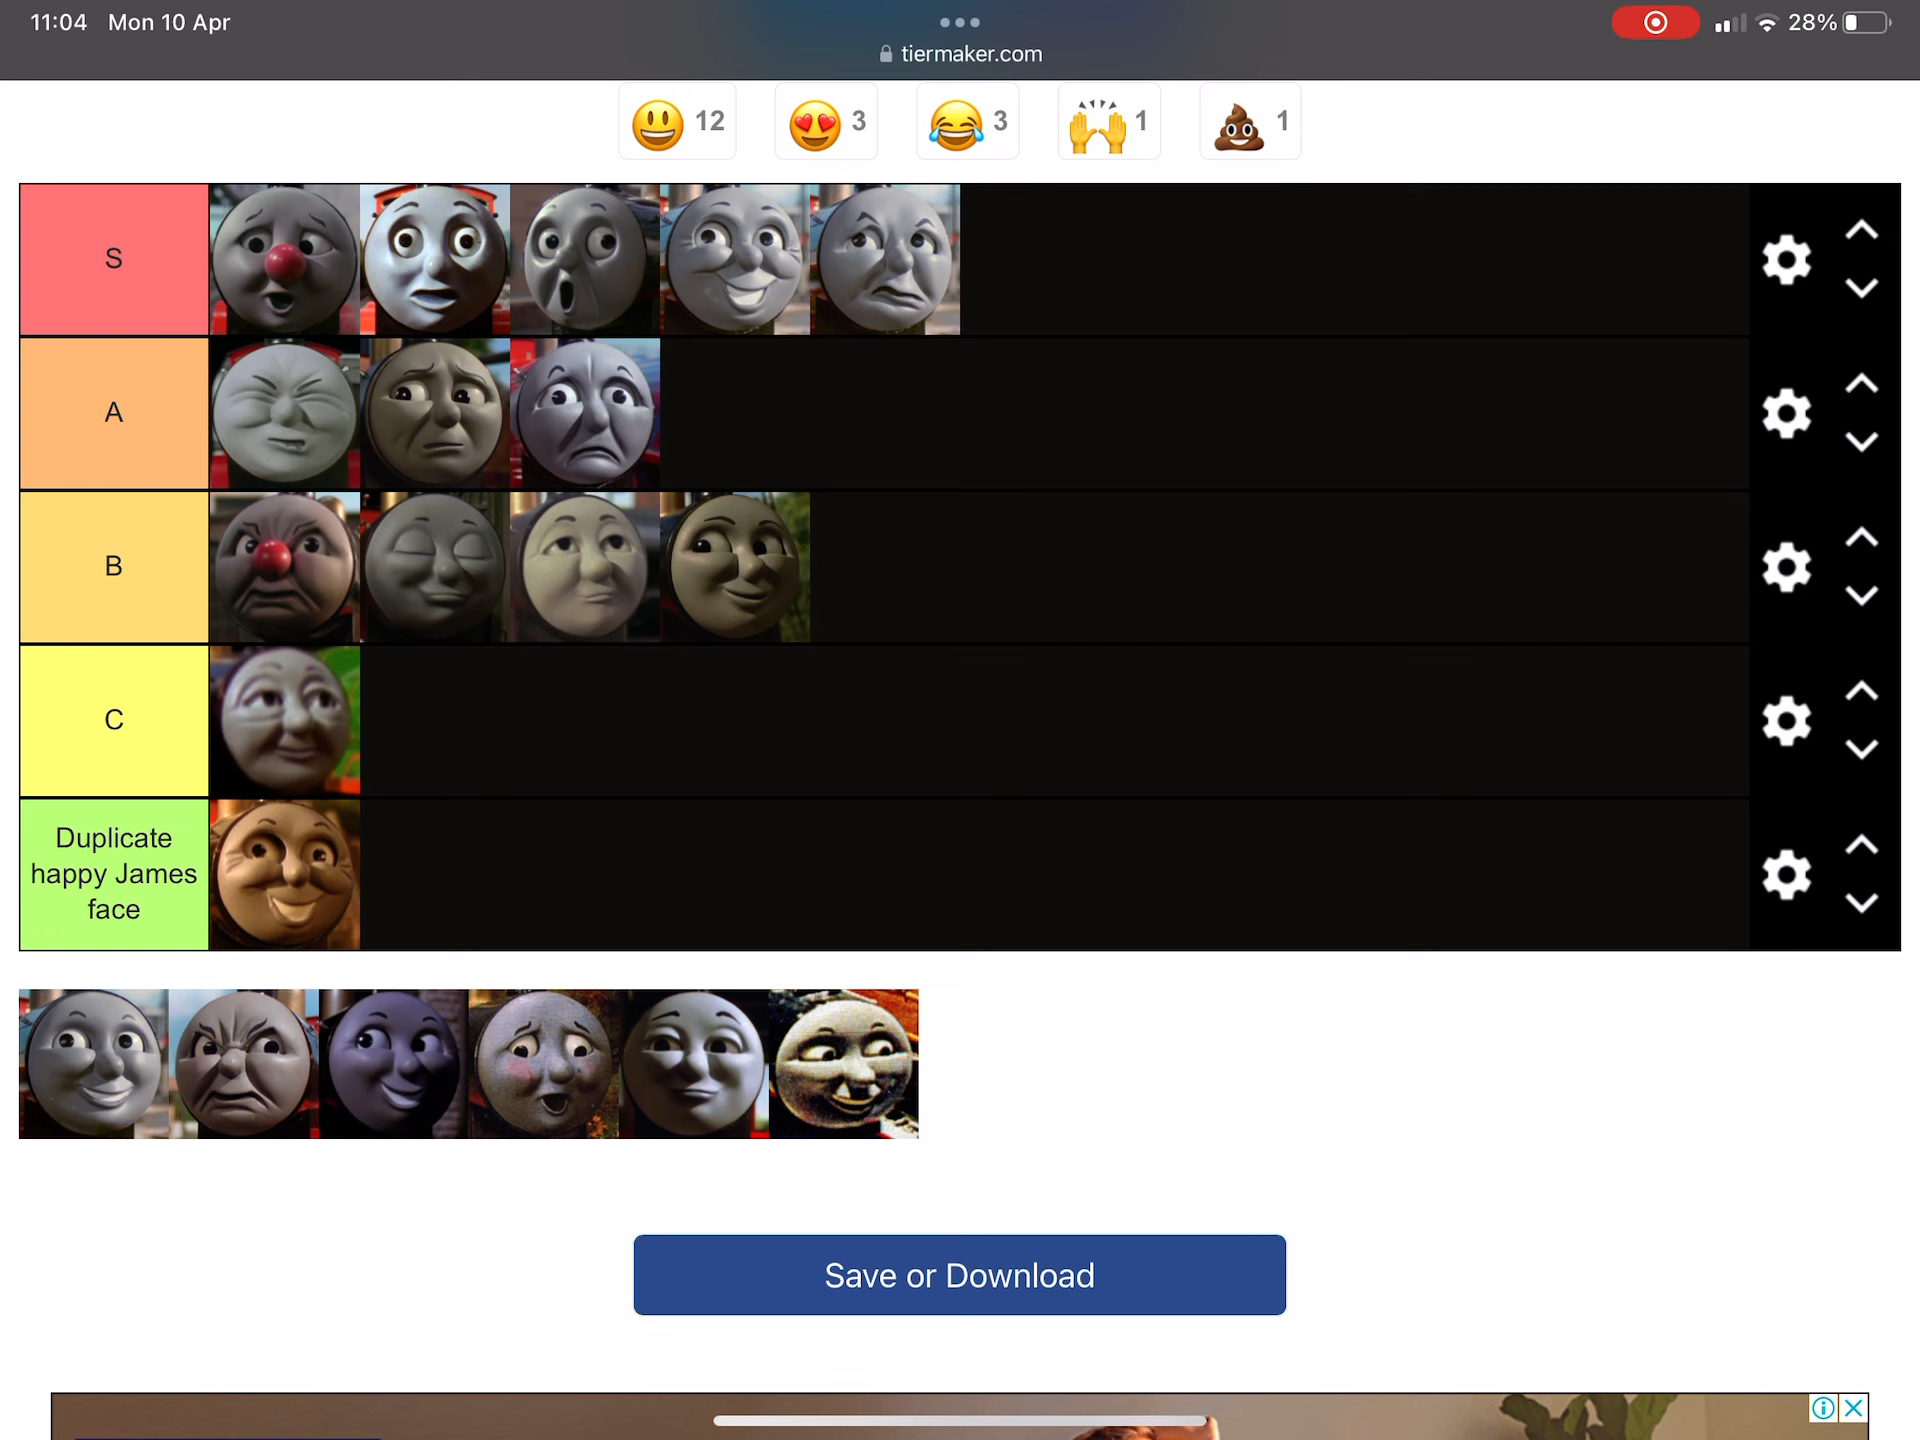 11:04 Mon 10 Apr
28%
tiermaker.com
12
3
3
1
1
S
A
B
C
Duplicate
happy James
face
Save or Download